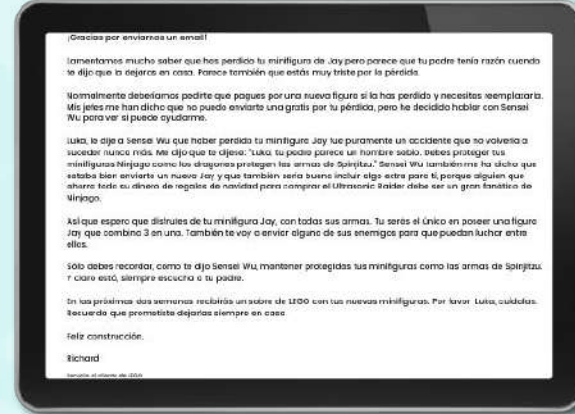 ¡Gracias por enviarnos un email!
Lamentamos mucho saber que has perdido tu minifigura de Jay pero parece que tu padre tenía razón cuando
te dijo que la dejaras en casa. Parece también que estás muy triste por la pérdida.
Normalmente deberíamos pedirte que pagues por una nueva figura si la has perdido y necesitas reemplazarla.
Mis jefes me han dicho que no puedo enviarte una gratis por tu pérdida, pero he decidido hablar con Sensei
Wu para ver si puede ayudarme.
Luka, le dije a Sensei Wu que haber perdido tu minifigura Jay fue puramente un accidente que no volvería a
suceder nunca más. Me dijo que te dijese: "Luka, tu padre parece un hombre sabio. Debes proteger tus
minifiguras Ninjago como los dragones protegen las armas de Spinjitzu." Sensei Wu también me ha dicho que
estaba bien enviarte un nuevo Jay y que también sería bueno incluir algo extra para ti, porque alguien que
ahorra todo su dinero de regalos de navidad para comprar el Ultrasonic Raider debe ser un gran fanático de
Ninjago.
Así que espero que disfrutes de tu minifigura Jay, con todas sus armas. Tu serás el único en poseer una figura
Jay que combina 3 en una. También te voy a enviar alguno de sus enemigos para que puedan luchar entre
ellos.
Sólo debes recordar, como te dijo Sensei Wu, mantener protegidas tus minifiguras como las armas de Spinjitzu.
Y claro está, siempre escucha a tu padre.
En las próximas dos semanas recibirás un sobre de LEGO con tus nuevas minifiguras. Por favor Luka, cuídalas.
Recuerda que prometiste dejarlas siempre en casa
Feliz construcción.
Richard
Servicio al cliente de LEGO